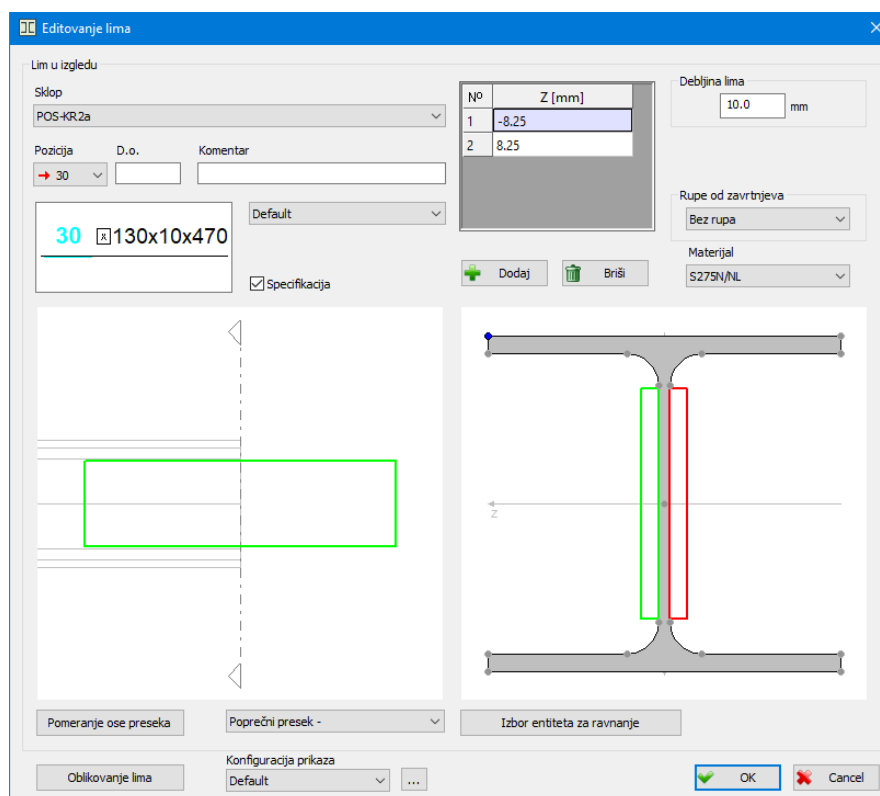 Editovanje lima
Lim u izgledu
Sklop
POS-KR2a
Pozicija D.o. Komentar
30
30 x 130x10x470
Default
Specifikacija
Nº Z [mm]
1 -8.25
2 8.25
Dodaj Briši
Debljina lima
10.0 mm
Rupe od zavrtnjeva
Bez rupa
Materijal
S275N/NL
z
Pomeranje ose preseka Poprečni presek - Izbor entiteta za ravnanje
Konfiguracija prikaza
Oblikovanje lima Default ... OK Cancel